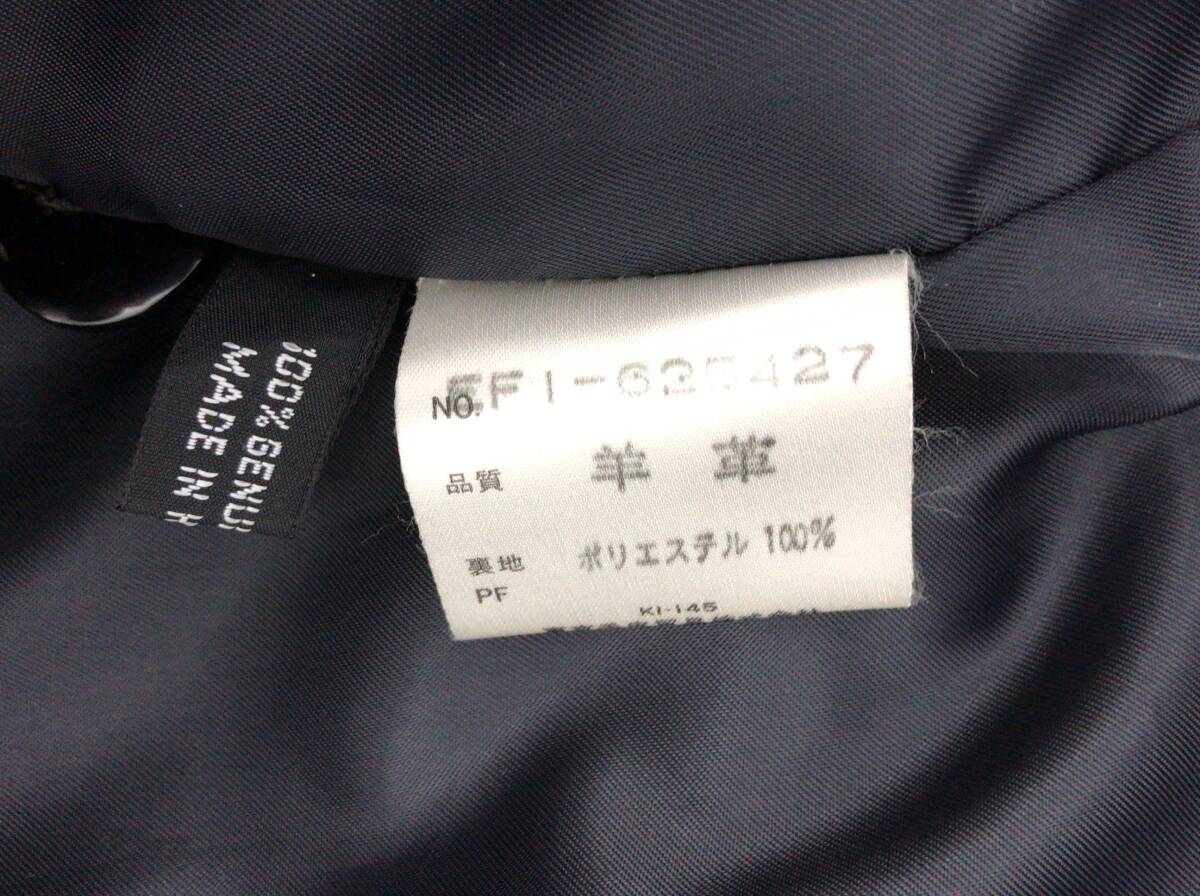 100% GENUI
MADE IN K
NO. EF1-625427
品質 羊革
裏地 ポリエステル 100%
PF
KI-145